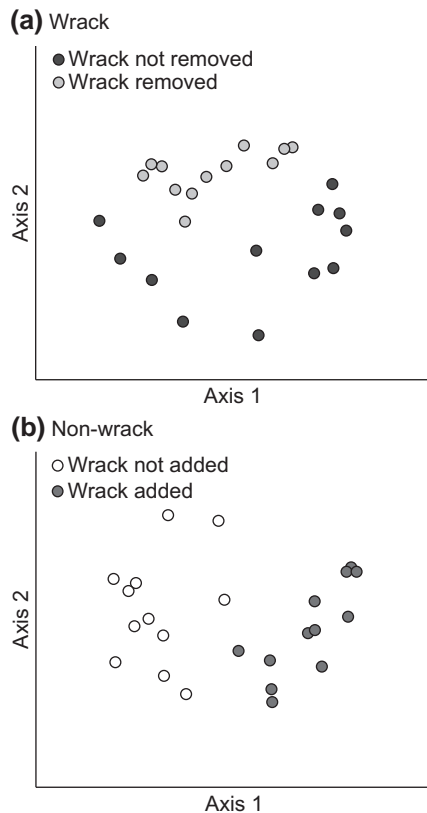 (a) Wrack
Wrack not removed
Wrack removed
Axis 2
Axis 1
(b) Non-wrack
Wrack not added
Wrack added
Axis 2
Axis 1